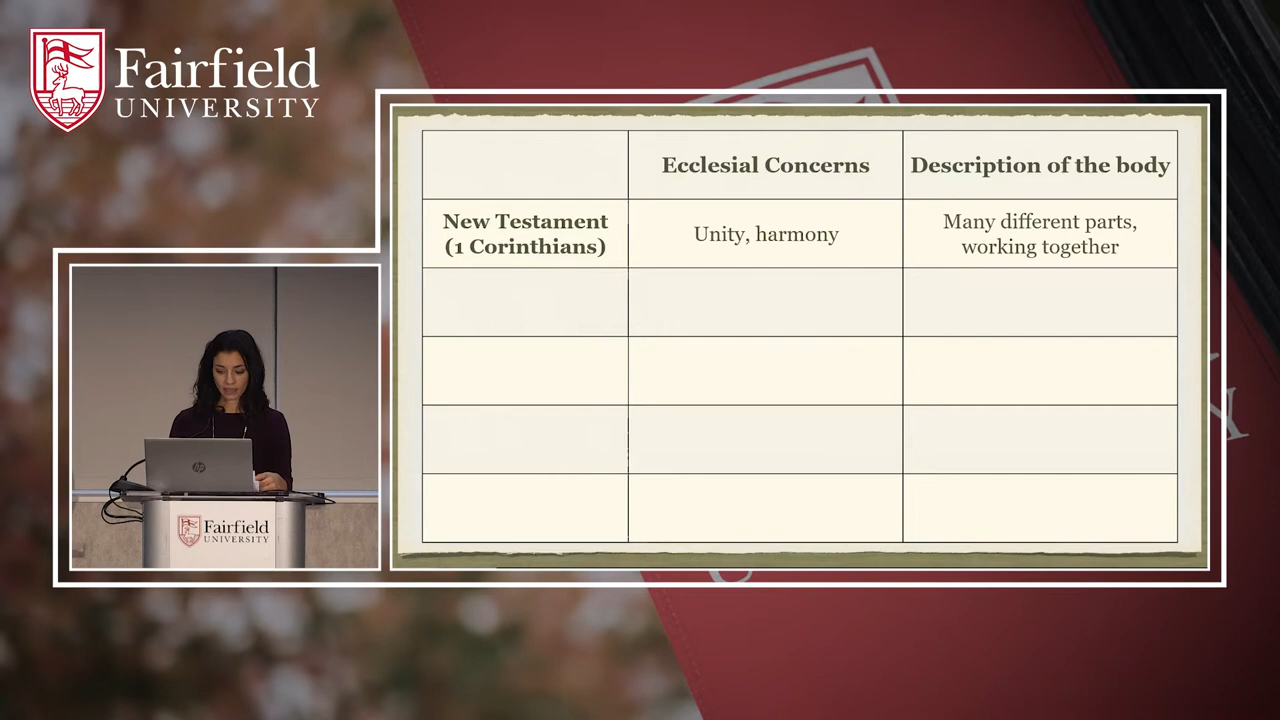 Fairfield
UNIVERSITY
Ecclesial Concerns
Description of the body
New Testament
(1 Corinthians)
Unity, harmony
Many different parts,
working together
hp
Fairfield
UNIVERSITY